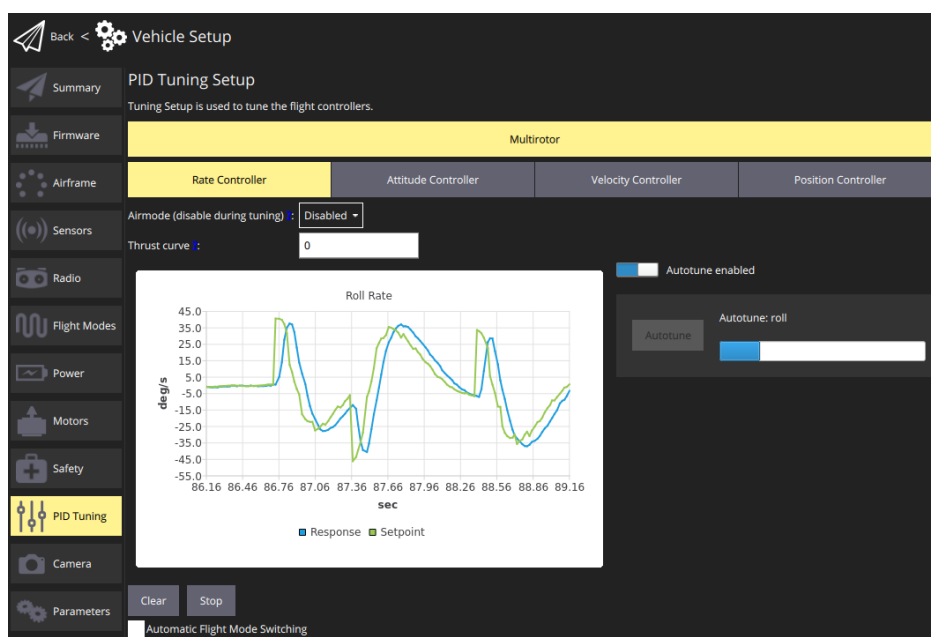 Back < Vehicle Setup
Summary
Firmware
Airframe
Sensors
Radio
Flight Modes
Power
Motors
Safety
PID Tuning
Camera
Parameters
PID Tuning Setup
Tuning Setup is used to tune the flight controllers.
Multirotor
Rate Controller Attitude Controller Velocity Controller Position Controller
Airmode (disable during tuning) ?: Disabled
Thrust curve ?: 0
Autotune enabled
Autotune
Autotune: roll
Roll Rate
45.0
35.0
25.0
15.0
5.0
-5.0
-15.0
-25.0
-35.0
-45.0
-55.0
deg/s
86.16 86.46 86.76 87.06 87.36 87.66 87.96 88.26 88.56 88.86 89.16
sec
Response Setpoint
Clear Stop
Automatic Flight Mode Switching